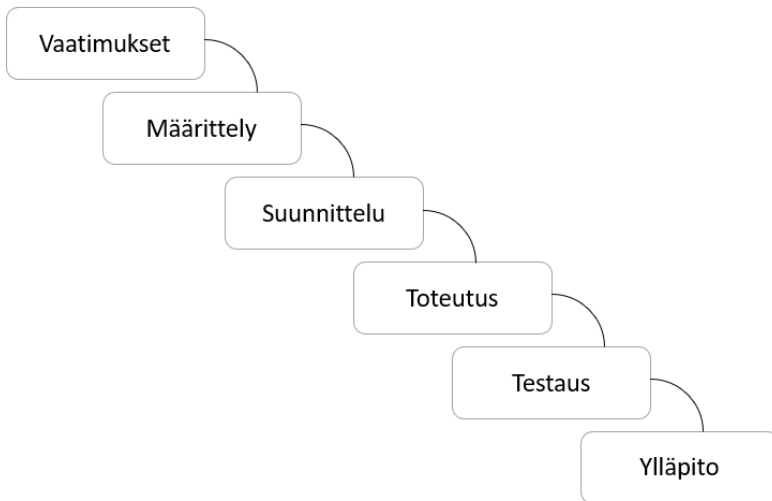 Vaatimukset
Määrittely
Suunnittelu
Toteutus
Testaus
Ylläpito